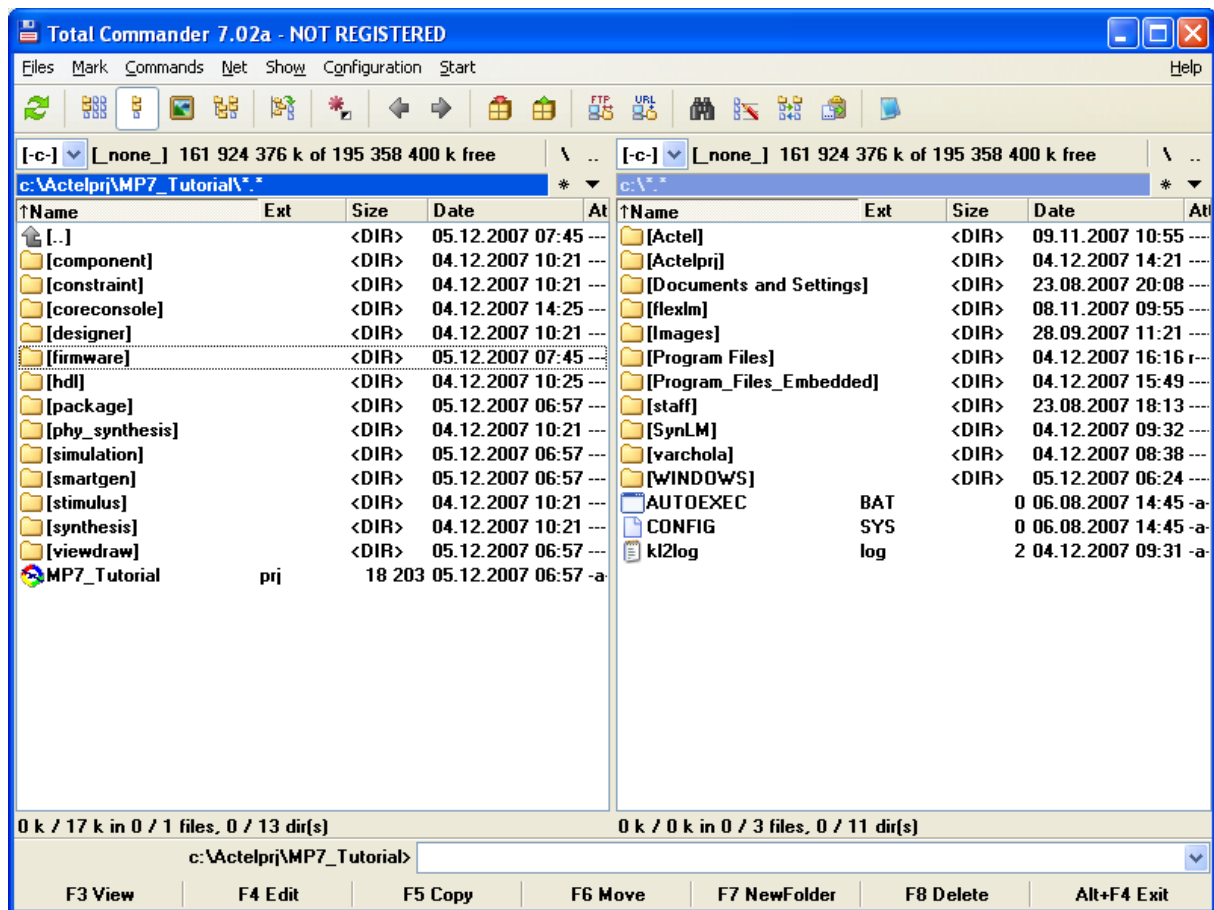 Total Commander 7.02a - NOT REGISTERED
Files Mark Commands Net Show Configuration Start Help
FTP URL
[-c-] [_none_] 161 924 376 k of 195 358 400 k free \ ..
c:\Actelprj\MP7_Tutorial\*.* * ▼
↑Name Ext Size Date At
[..] <DIR> 05.12.2007 07:45 ---
[component] <DIR> 04.12.2007 10:21 ---
[constraint] <DIR> 04.12.2007 10:21 ---
[coreconsole] <DIR> 04.12.2007 14:25 ---
[designer] <DIR> 04.12.2007 10:21 ---
[firmware] <DIR> 05.12.2007 07:45 ---
[hdl] <DIR> 04.12.2007 10:25 ---
[package] <DIR> 05.12.2007 06:57 ---
[phy_synthesis] <DIR> 04.12.2007 10:21 ---
[simulation] <DIR> 05.12.2007 06:57 ---
[smartgen] <DIR> 05.12.2007 06:57 ---
[stimulus] <DIR> 04.12.2007 10:21 ---
[synthesis] <DIR> 04.12.2007 10:21 ---
[viewdraw] <DIR> 05.12.2007 06:57 ---
MP7_Tutorial prj 18 203 05.12.2007 06:57 -a-
0 k / 17 k in 0 / 1 files, 0 / 13 dir(s)
[-c-] [_none_] 161 924 376 k of 195 358 400 k free \ ..
c:\*.* * ▼
↑Name Ext Size Date Att
[Actel] <DIR> 09.11.2007 10:55 ----
[Actelprj] <DIR> 04.12.2007 14:21 ----
[Documents and Settings] <DIR> 23.08.2007 20:08 ----
[flexlm] <DIR> 08.11.2007 09:55 ----
[Images] <DIR> 28.09.2007 11:21 ----
[Program Files] <DIR> 04.12.2007 16:16 r---
[Program_Files_Embedded] <DIR> 04.12.2007 15:49 ----
[staff] <DIR> 23.08.2007 18:13 ----
[SynLM] <DIR> 04.12.2007 09:32 ----
[varchola] <DIR> 04.12.2007 08:38 ----
[WINDOWS] <DIR> 05.12.2007 06:24 ----
AUTOEXEC BAT 0 06.08.2007 14:45 -a-
CONFIG SYS 0 06.08.2007 14:45 -a-
kl2log log 2 04.12.2007 09:31 -a-
0 k / 0 k in 0 / 3 files, 0 / 11 dir(s)
c:\Actelprj\MP7_Tutorial>
F3 View F4 Edit F5 Copy F6 Move F7 NewFolder F8 Delete Alt+F4 Exit